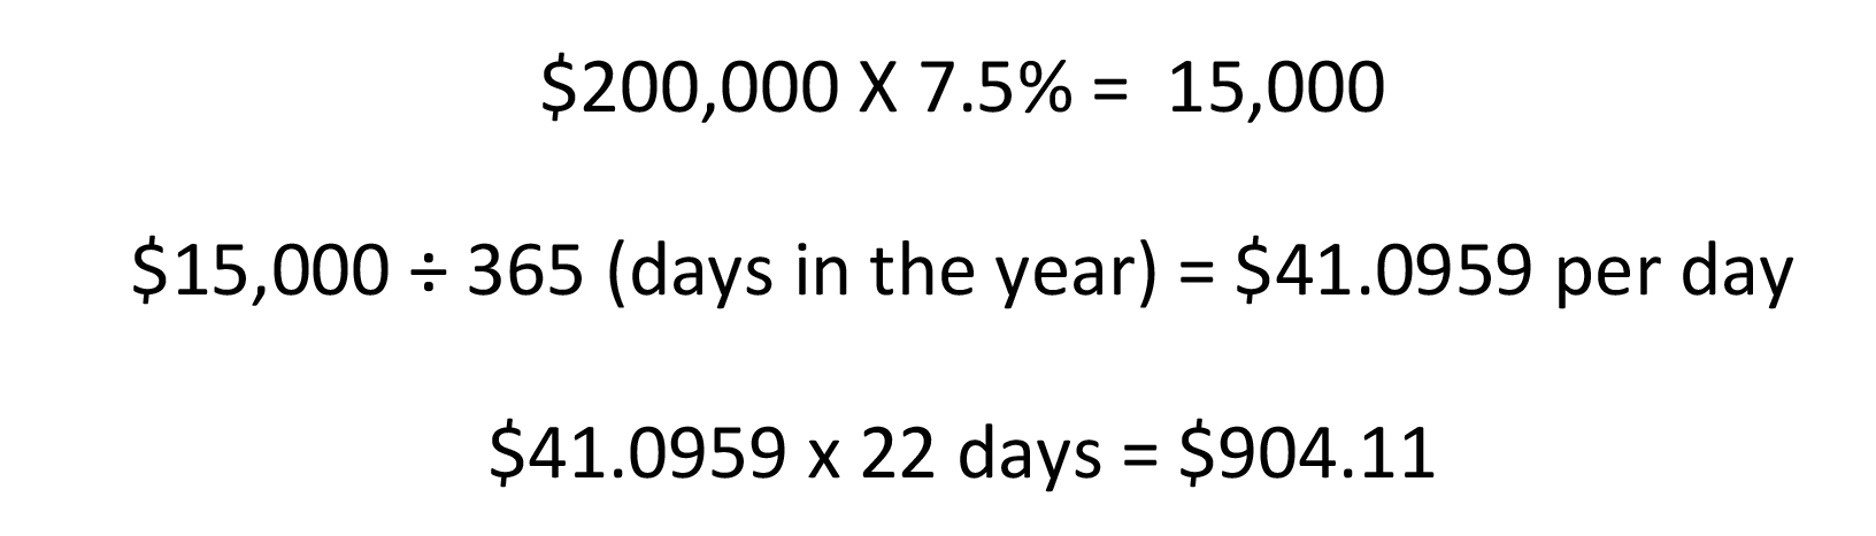 $200,000 X 7.5% = 15,000
$15,000 ÷ 365 (days in the year) = $41.0959 per day
$41.0959 x 22 days = $904.11